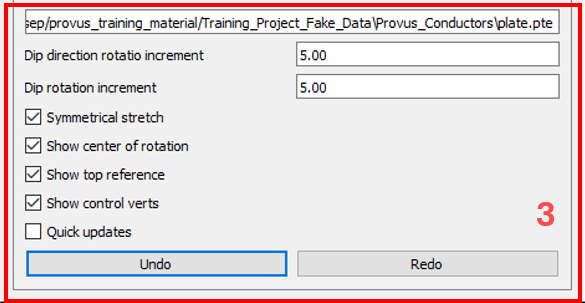 sep/provus_training_material/Training_Project_Fake_Data\Provus_Conductors\plate.pte
Dip direction rotatio increment 5.00
Dip rotation increment 5.00
Symmetrical stretch
Show center of rotation
Show top reference
Show control verts
Quick updates
3
Undo Redo